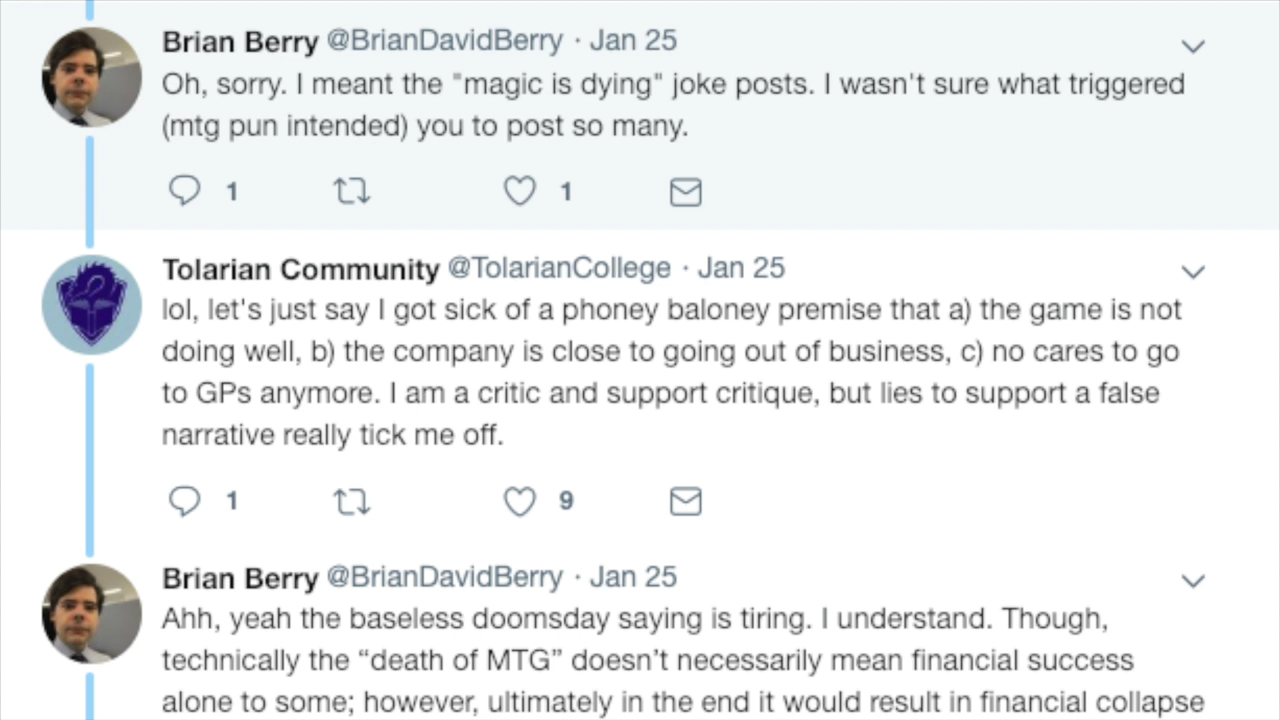 Brian Berry @BrianDavidBerry · Jan 25
Oh, sorry. I meant the "magic is dying" joke posts. I wasn't sure what triggered
(mtg pun intended) you to post so many.
1 1
Tolarian Community @TolarianCollege · Jan 25
lol, let's just say I got sick of a phoney baloney premise that a) the game is not
doing well, b) the company is close to going out of business, c) no cares to go
to GPs anymore. I am a critic and support critique, but lies to support a false
narrative really tick me off.
1 9
Brian Berry @BrianDavidBerry · Jan 25
Ahh, yeah the baseless doomsday saying is tiring. I understand. Though,
technically the “death of MTG” doesn’t necessarily mean financial success
alone to some; however, ultimately in the end it would result in financial collapse